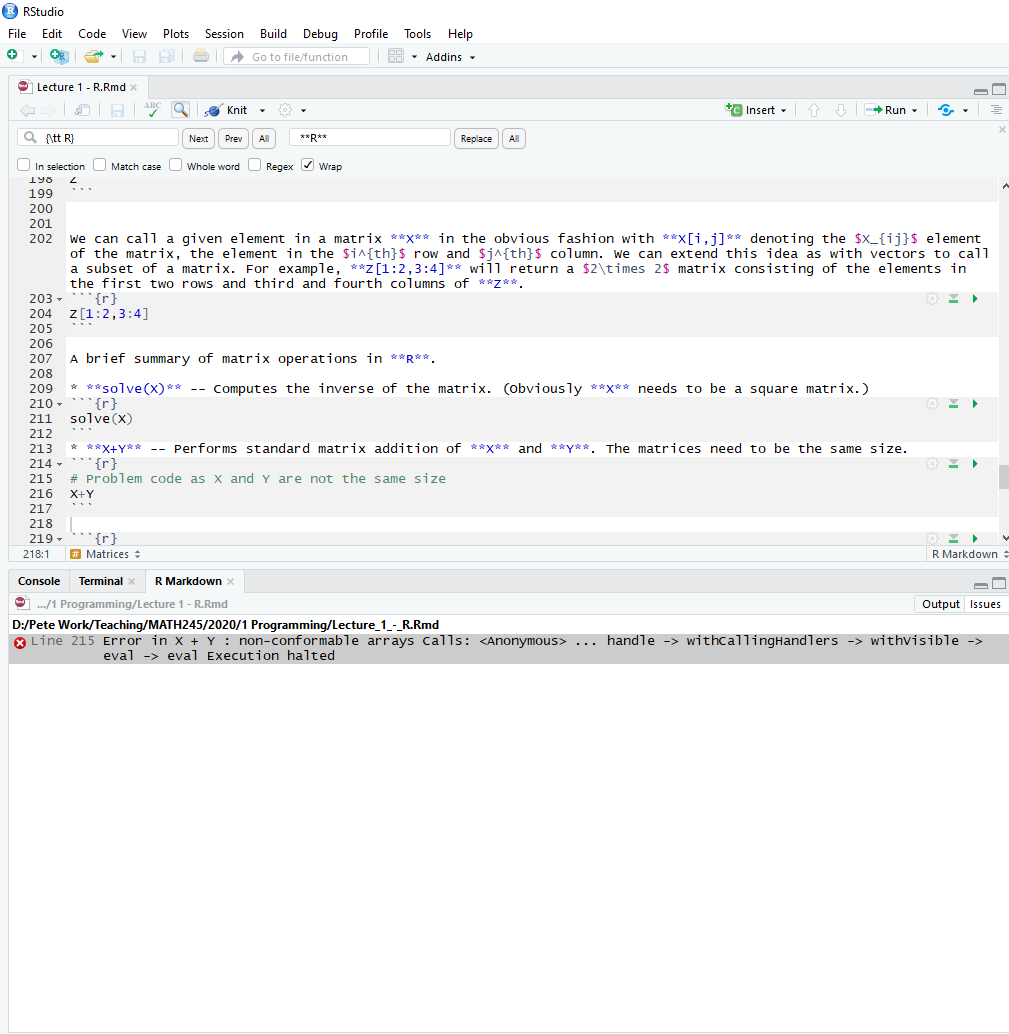 RStudio
File Edit Code View Plots Session Build Debug Profile Tools Help
Go to file/function Addins
Lecture 1 - R.Rmd
ABC Knit Insert Run
{\tt R} Next Prev All **R** Replace All
In selection Match case Whole word Regex Wrap
198 Z
199 ```
200
201
202 We can call a given element in a matrix **X** in the obvious fashion with **X[i,j]** denoting the $X_{ij}$ element
of the matrix, the element in the $i^{th}$ row and $j^{th}$ column. We can extend this idea as with vectors to call
a subset of a matrix. For example, **Z[1:2,3:4]** will return a $2\times 2$ matrix consisting of the elements in
the first two rows and third and fourth columns of **Z**.
203 ```{r}
204 Z[1:2,3:4]
205 ```
206
207 A brief summary of matrix operations in **R**.
208
209 * **solve(X)** -- Computes the inverse of the matrix. (Obviously **X** needs to be a square matrix.)
210 ```{r}
211 solve(X)
212 ```
213 * **X+Y** -- Performs standard matrix addition of **X** and **Y**. The matrices need to be the same size.
214 ```{r}
215 # Problem code as X and Y are not the same size
216 X+Y
217 ```
218
219 ```{r}
218:1 # Matrices R Markdown
Console Terminal R Markdown
.../1 Programming/Lecture 1 - R.Rmd Output Issues
D:/Pete Work/Teaching/MATH245/2020/1 Programming/Lecture_1_-_R.Rmd
Line 215 Error in X + Y : non-conformable arrays Calls: <Anonymous> ... handle -> withCallingHandlers -> withVisible ->
eval -> eval Execution halted